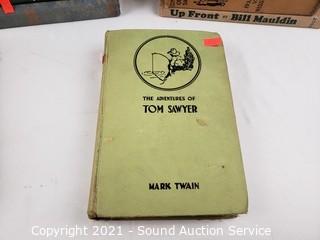 Up Front - Bill Mauldin
THE ADVENTURES OF
TOM SAWYER
MARK TWAIN
Copyright 2021 - Sound Auction Service